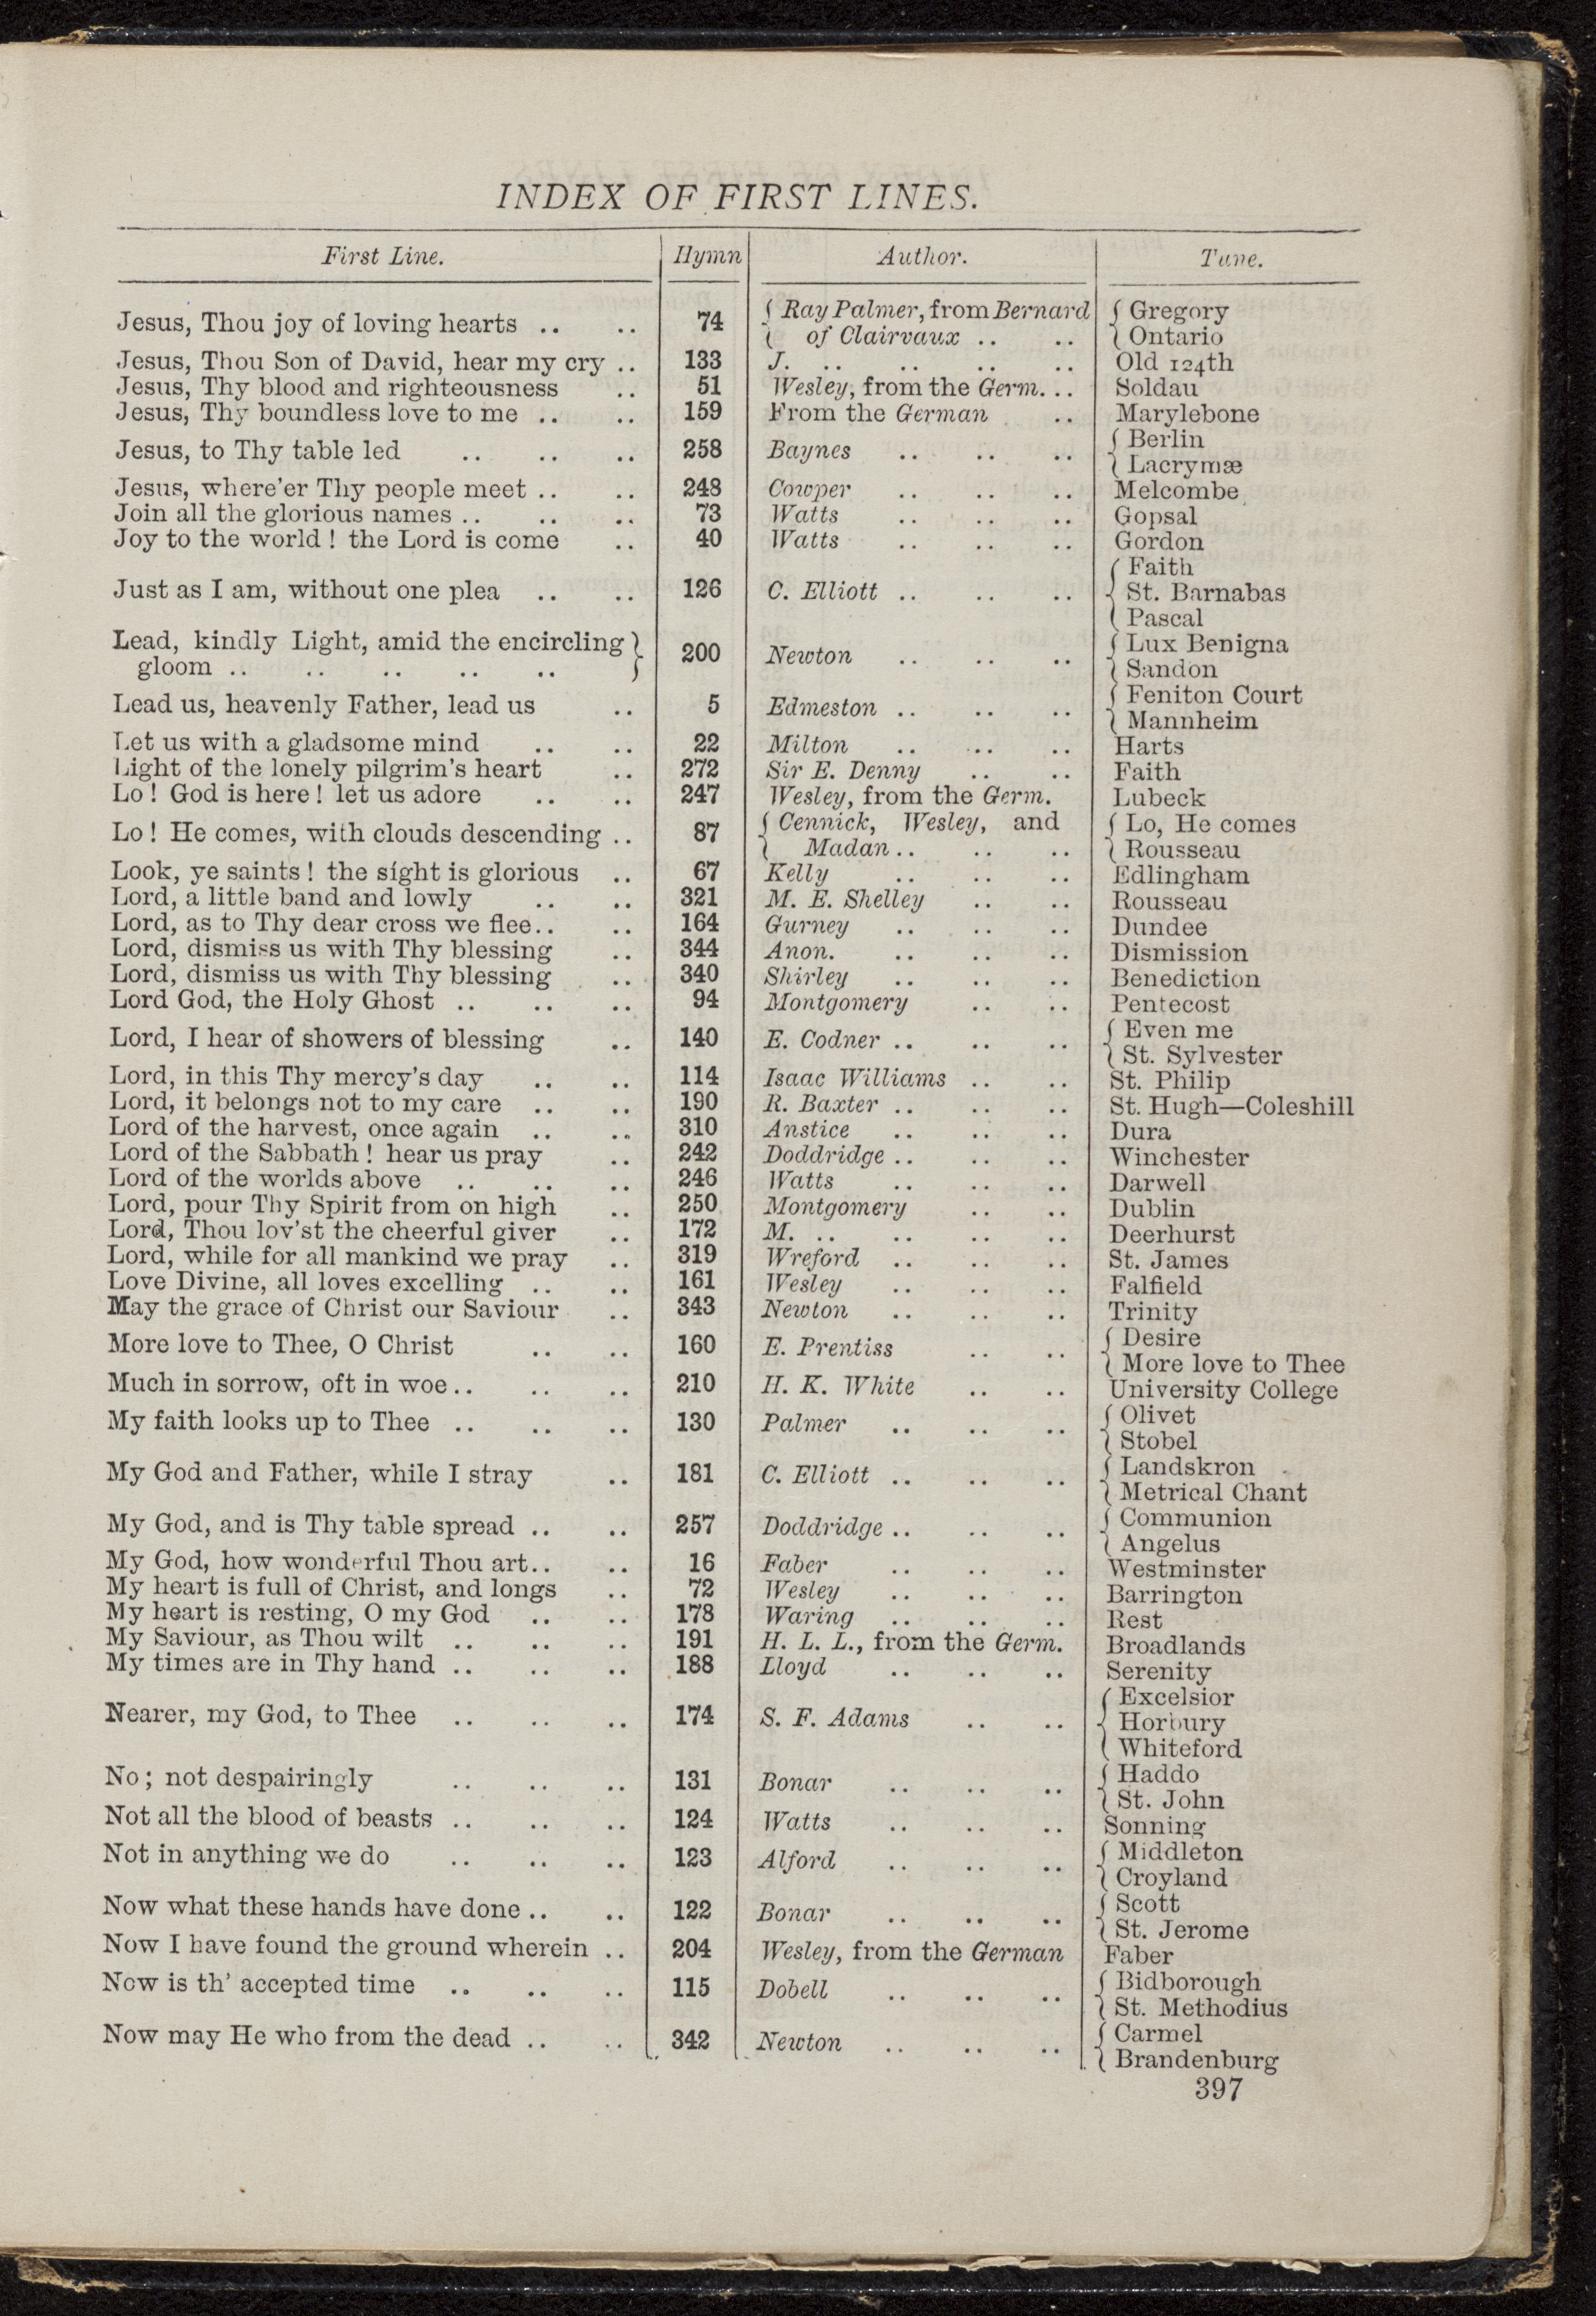 INDEX OF FIRST LINES.
First Line. Hymn Author. Tune.
Jesus, Thou joy of loving hearts .. .. 74 { Ray Palmer, from Bernard of Clairvaux .. .. { Gregory
Ontario
Jesus, Thou Son of David, hear my cry .. 133 J. .. .. .. .. Old 124th
Jesus, Thy blood and righteousness .. 51 Wesley, from the Germ. .. Soldau
Jesus, Thy boundless love to me .. .. 159 From the German .. Marylebone
Jesus, to Thy table led .. .. .. 258 Baynes .. .. .. { Berlin
Lacrymæ
Jesus, where'er Thy people meet .. .. 248 Cowper .. .. .. Melcombe
Join all the glorious names .. .. .. 73 Watts .. .. .. Gopsal
Joy to the world ! the Lord is come .. 40 Watts .. .. .. Gordon
Just as I am, without one plea .. .. 126 C. Elliott .. .. .. { Faith
St. Barnabas
Pascal
Lead, kindly Light, amid the encircling
gloom .. .. .. .. .. } 200 Newton .. .. .. { Lux Benigna
Sandon
Lead us, heavenly Father, lead us .. 5 Edmeston .. .. .. { Feniton Court
Mannheim
Let us with a gladsome mind .. .. 22 Milton .. .. .. Harts
Light of the lonely pilgrim's heart .. 272 Sir E. Denny .. .. Faith
Lo ! God is here ! let us adore .. .. 247 Wesley, from the Germ. Lubeck
Lo ! He comes, with clouds descending .. 87 { Cennick, Wesley, and Madan .. .. .. { Lo, He comes
Rousseau
Look, ye saints ! the sight is glorious .. 67 Kelly .. .. .. Edlingham
Lord, a little band and lowly .. .. 321 M. E. Shelley .. .. Rousseau
Lord, as to Thy dear cross we flee .. .. 164 Gurney .. .. .. Dundee
Lord, dismiss us with Thy blessing .. 344 Anon. .. .. .. Dismission
Lord, dismiss us with Thy blessing .. 340 Shirley .. .. .. Benediction
Lord God, the Holy Ghost .. .. .. 94 Montgomery .. .. Pentecost
Lord, I hear of showers of blessing .. 140 E. Codner .. .. .. { Even me
St. Sylvester
Lord, in this Thy mercy's day .. .. 114 Isaac Williams .. .. St. Philip
Lord, it belongs not to my care .. .. 190 R. Baxter .. .. .. St. Hugh—Coleshill
Lord of the harvest, once again .. .. 310 Anstice .. .. .. Dura
Lord of the Sabbath ! hear us pray .. 242 Doddridge .. .. .. Winchester
Lord of the worlds above .. .. .. 246 Watts .. .. .. Darwell
Lord, pour Thy Spirit from on high .. 250 Montgomery .. .. Dublin
Lord, Thou lov'st the cheerful giver .. 172 M. .. .. .. .. Deerhurst
Lord, while for all mankind we pray .. 319 Wreford .. .. .. St. James
Love Divine, all loves excelling .. .. 161 Wesley .. .. .. Falfield
May the grace of Christ our Saviour .. 343 Newton .. .. .. Trinity
More love to Thee, O Christ .. .. 160 E. Prentiss .. .. { Desire
More love to Thee
Much in sorrow, oft in woe .. .. .. 210 H. K. White .. .. University College
My faith looks up to Thee .. .. .. 130 Palmer .. .. .. { Olivet
Stobel
My God and Father, while I stray .. 181 C. Elliott .. .. .. { Landskron
Metrical Chant
My God, and is Thy table spread .. .. 257 Doddridge .. .. .. { Communion
Angelus
My God, how wonderful Thou art .. .. 16 Faber .. .. .. Westminster
My heart is full of Christ, and longs .. 72 Wesley .. .. .. Barrington
My heart is resting, O my God .. .. 178 Waring .. .. .. Rest
My Saviour, as Thou wilt .. .. .. 191 H. L. L., from the Germ. Broadlands
My times are in Thy hand .. .. .. 188 Lloyd .. .. .. Serenity
Nearer, my God, to Thee .. .. .. 174 S. F. Adams .. .. { Excelsior
Horbury
Whiteford
No ; not despairingly .. .. .. 131 Bonar .. .. .. { Haddo
St. John
Not all the blood of beasts .. .. .. 124 Watts .. .. .. Sonning
Not in anything we do .. .. .. 123 Alford .. .. .. { Middleton
Croyland
Now what these hands have done .. .. 122 Bonar .. .. .. { Scott
St. Jerome
Now I have found the ground wherein .. 204 Wesley, from the German Faber
Now is th' accepted time .. .. .. 115 Dobell .. .. .. { Bidborough
St. Methodius
Now may He who from the dead .. .. 342 Newton .. .. .. { Carmel
Brandenburg
397